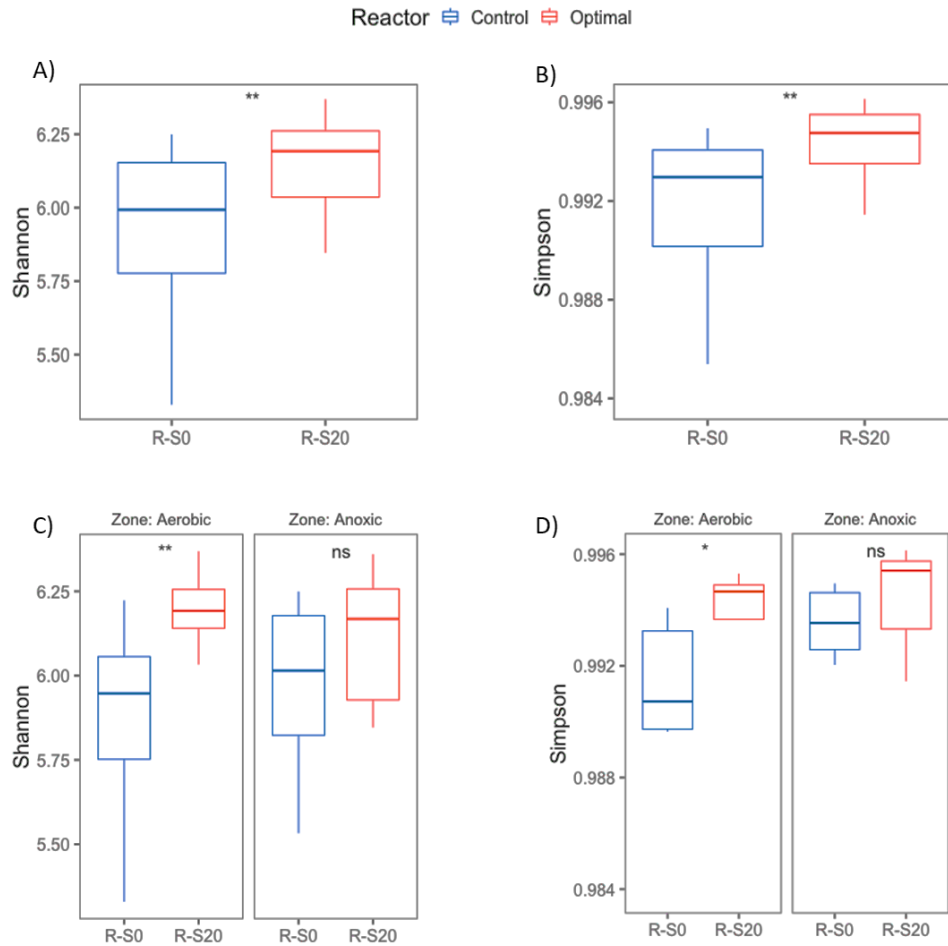 Reactor Control Optimal
A)
**
6.25
6.00
5.75
5.50
Shannon
R-S0 R-S20
B)
**
0.996
0.992
0.988
0.984
Simpson
R-S0 R-S20
C)
Zone: Aerobic Zone: Anoxic
** ns
6.25
6.00
5.75
5.50
Shannon
R-S0 R-S20 R-S0 R-S20
D)
Zone: Aerobic Zone: Anoxic
* ns
0.996
0.992
0.988
0.984
Simpson
R-S0 R-S20 R-S0 R-S20